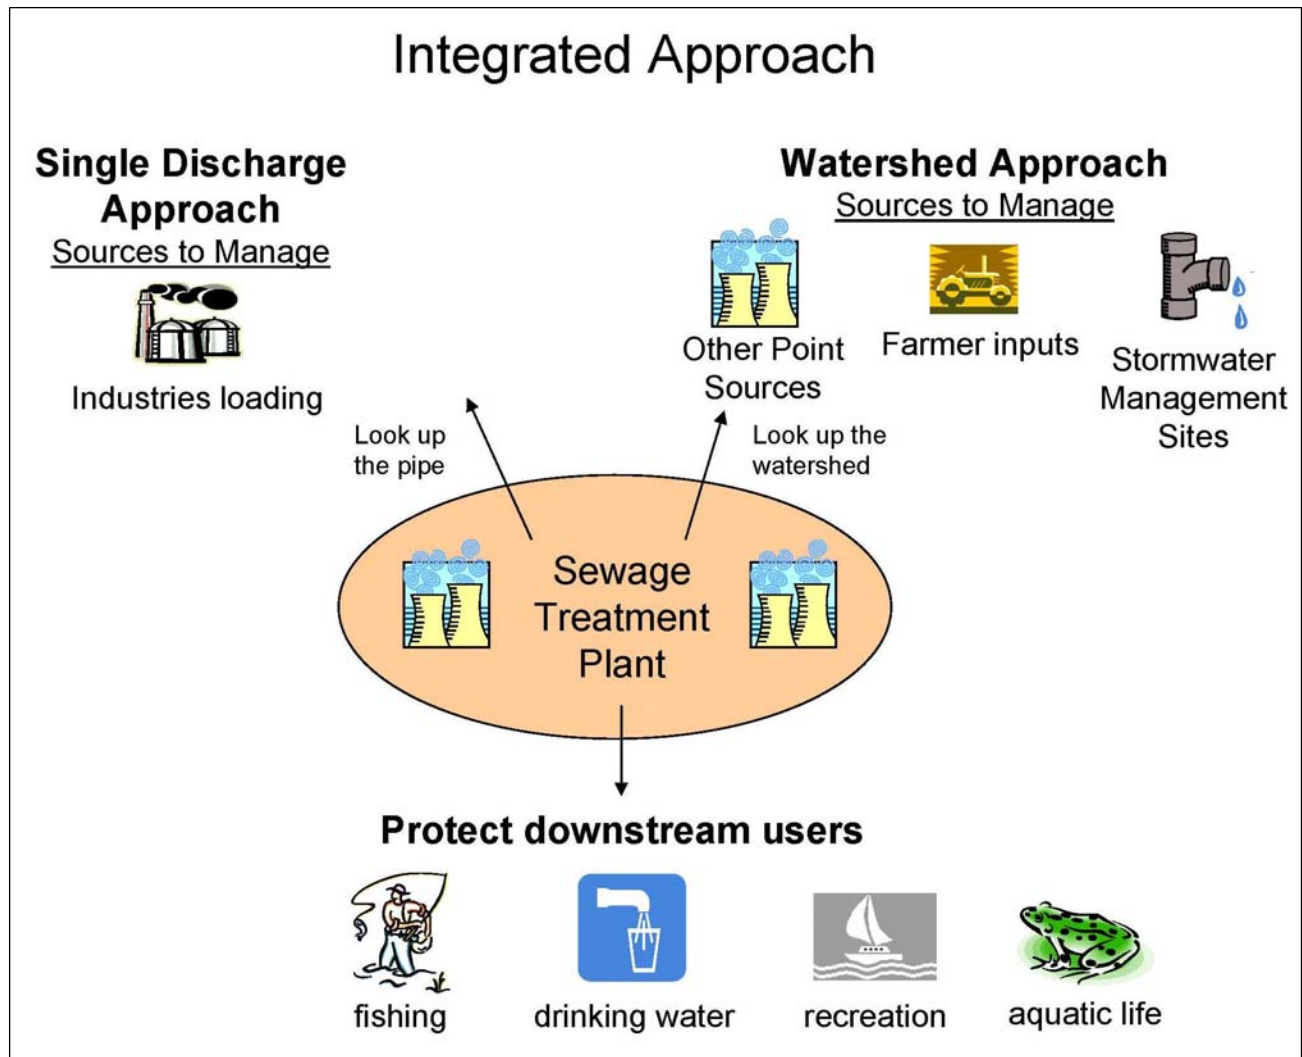 Integrated Approach
Single Discharge
Approach
Sources to Manage
Industries loading
Watershed Approach
Sources to Manage
Other Point
Sources
Farmer inputs
Stormwater
Management
Sites
Look up
the pipe
Look up the
watershed
Sewage
Treatment
Plant
Protect downstream users
fishing
drinking water
recreation
aquatic life